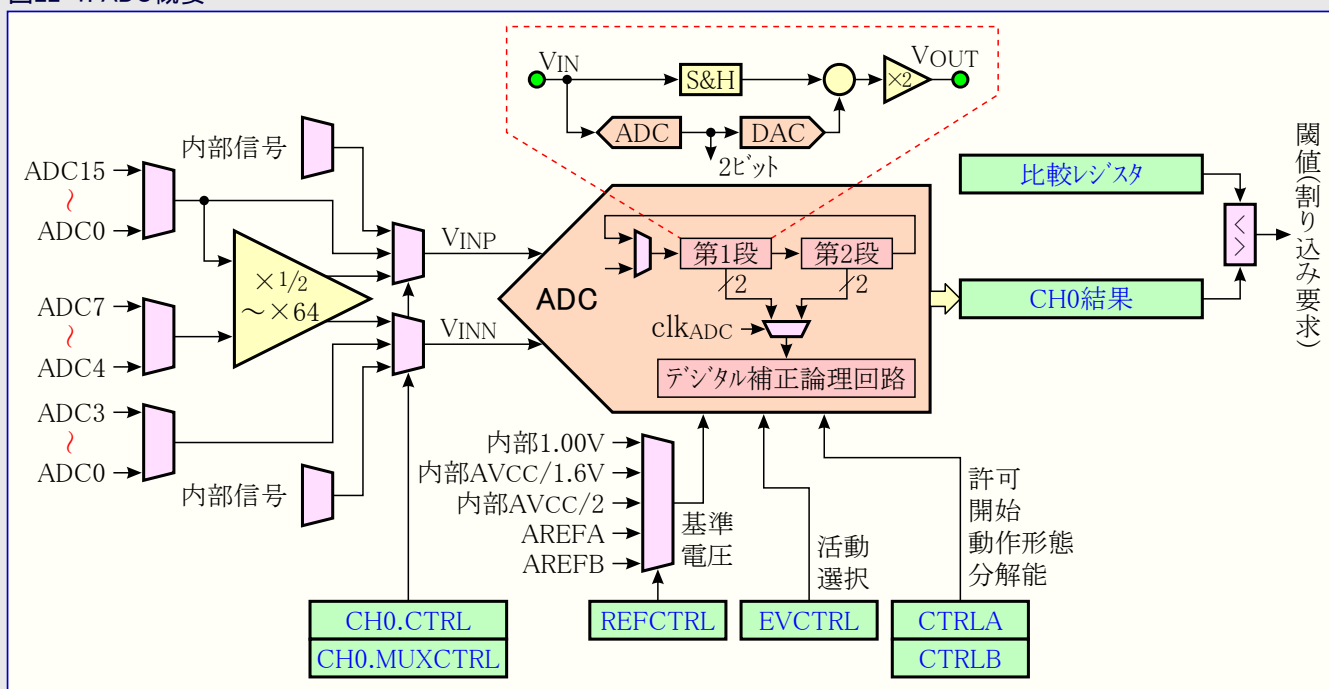 VIN
VOUT
S&H
×2
ADC
DAC
2ビット
内部信号
ADC15
~
ADC0
×1/2
~×64
ADC7
~
ADC4
ADC3
~
ADC0
内部信号
VINP
VINN
ADC
第1段
第2段
2
2
clkADC
デジタル補正論理回路
比較レジスタ
CH0結果
<
>
閾値(割り込み要求)
内部1.00V
内部AVCC/1.6V
内部AVCC/2
AREFA
AREFB
基準
電圧
活動
選択
許可
開始
動作形態
分解能
CH0.CTRL
CH0.MUXCTRL
REFCTRL
EVCTRL
CTRLA
CTRLB